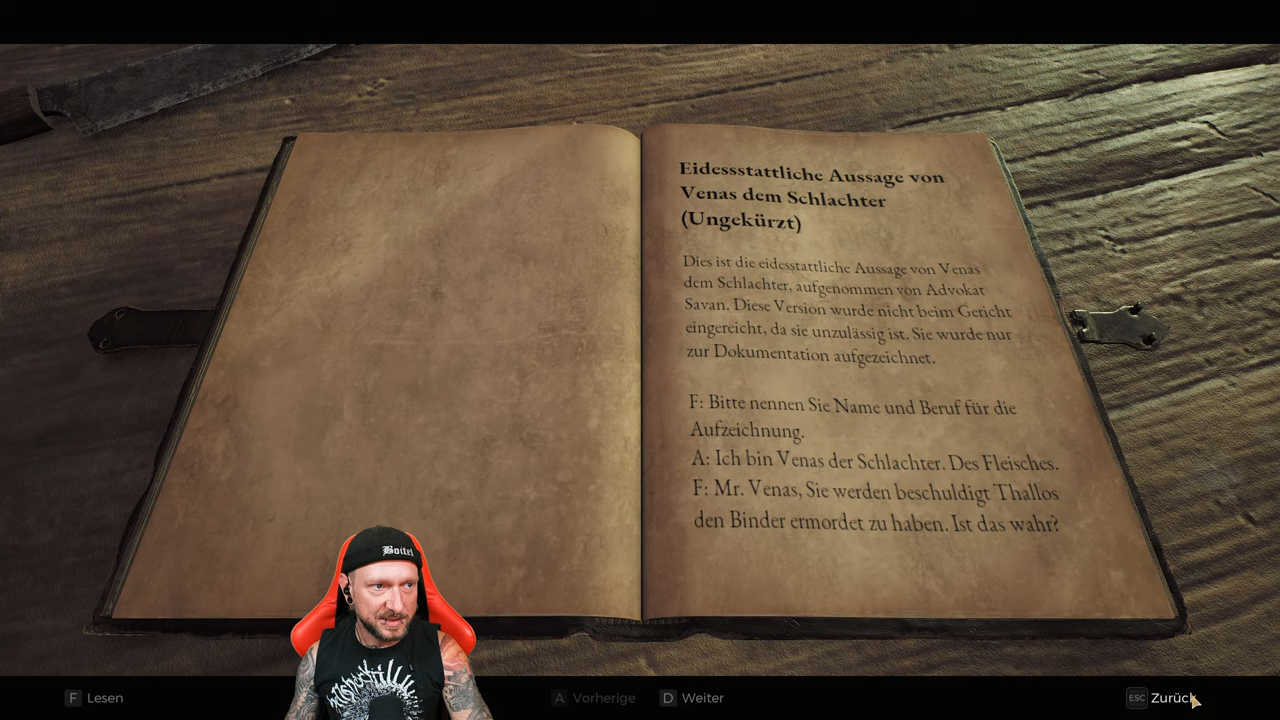 Eidessstattliche Aussage von
Venas dem Schlachter
(Ungekürzt)
Dies ist die eidesstattliche Aussage von Venas
dem Schlachter, aufgenommen von Advokat
Savan. Diese Version wurde nicht beim Gericht
eingereicht, da sie unzulässig ist. Sie wurde nur
zur Dokumentation aufgezeichnet.
F: Bitte nennen Sie Name und Beruf für die
Aufzeichnung.
A: Ich bin Venas der Schlachter. Des Fleisches.
F: Mr. Venas, Sie werden beschuldigt Thallos
den Binder ermordet zu haben. Ist das wahr?
Boitel
F Lesen
A Vorherige
D Weiter
ESC Zurück